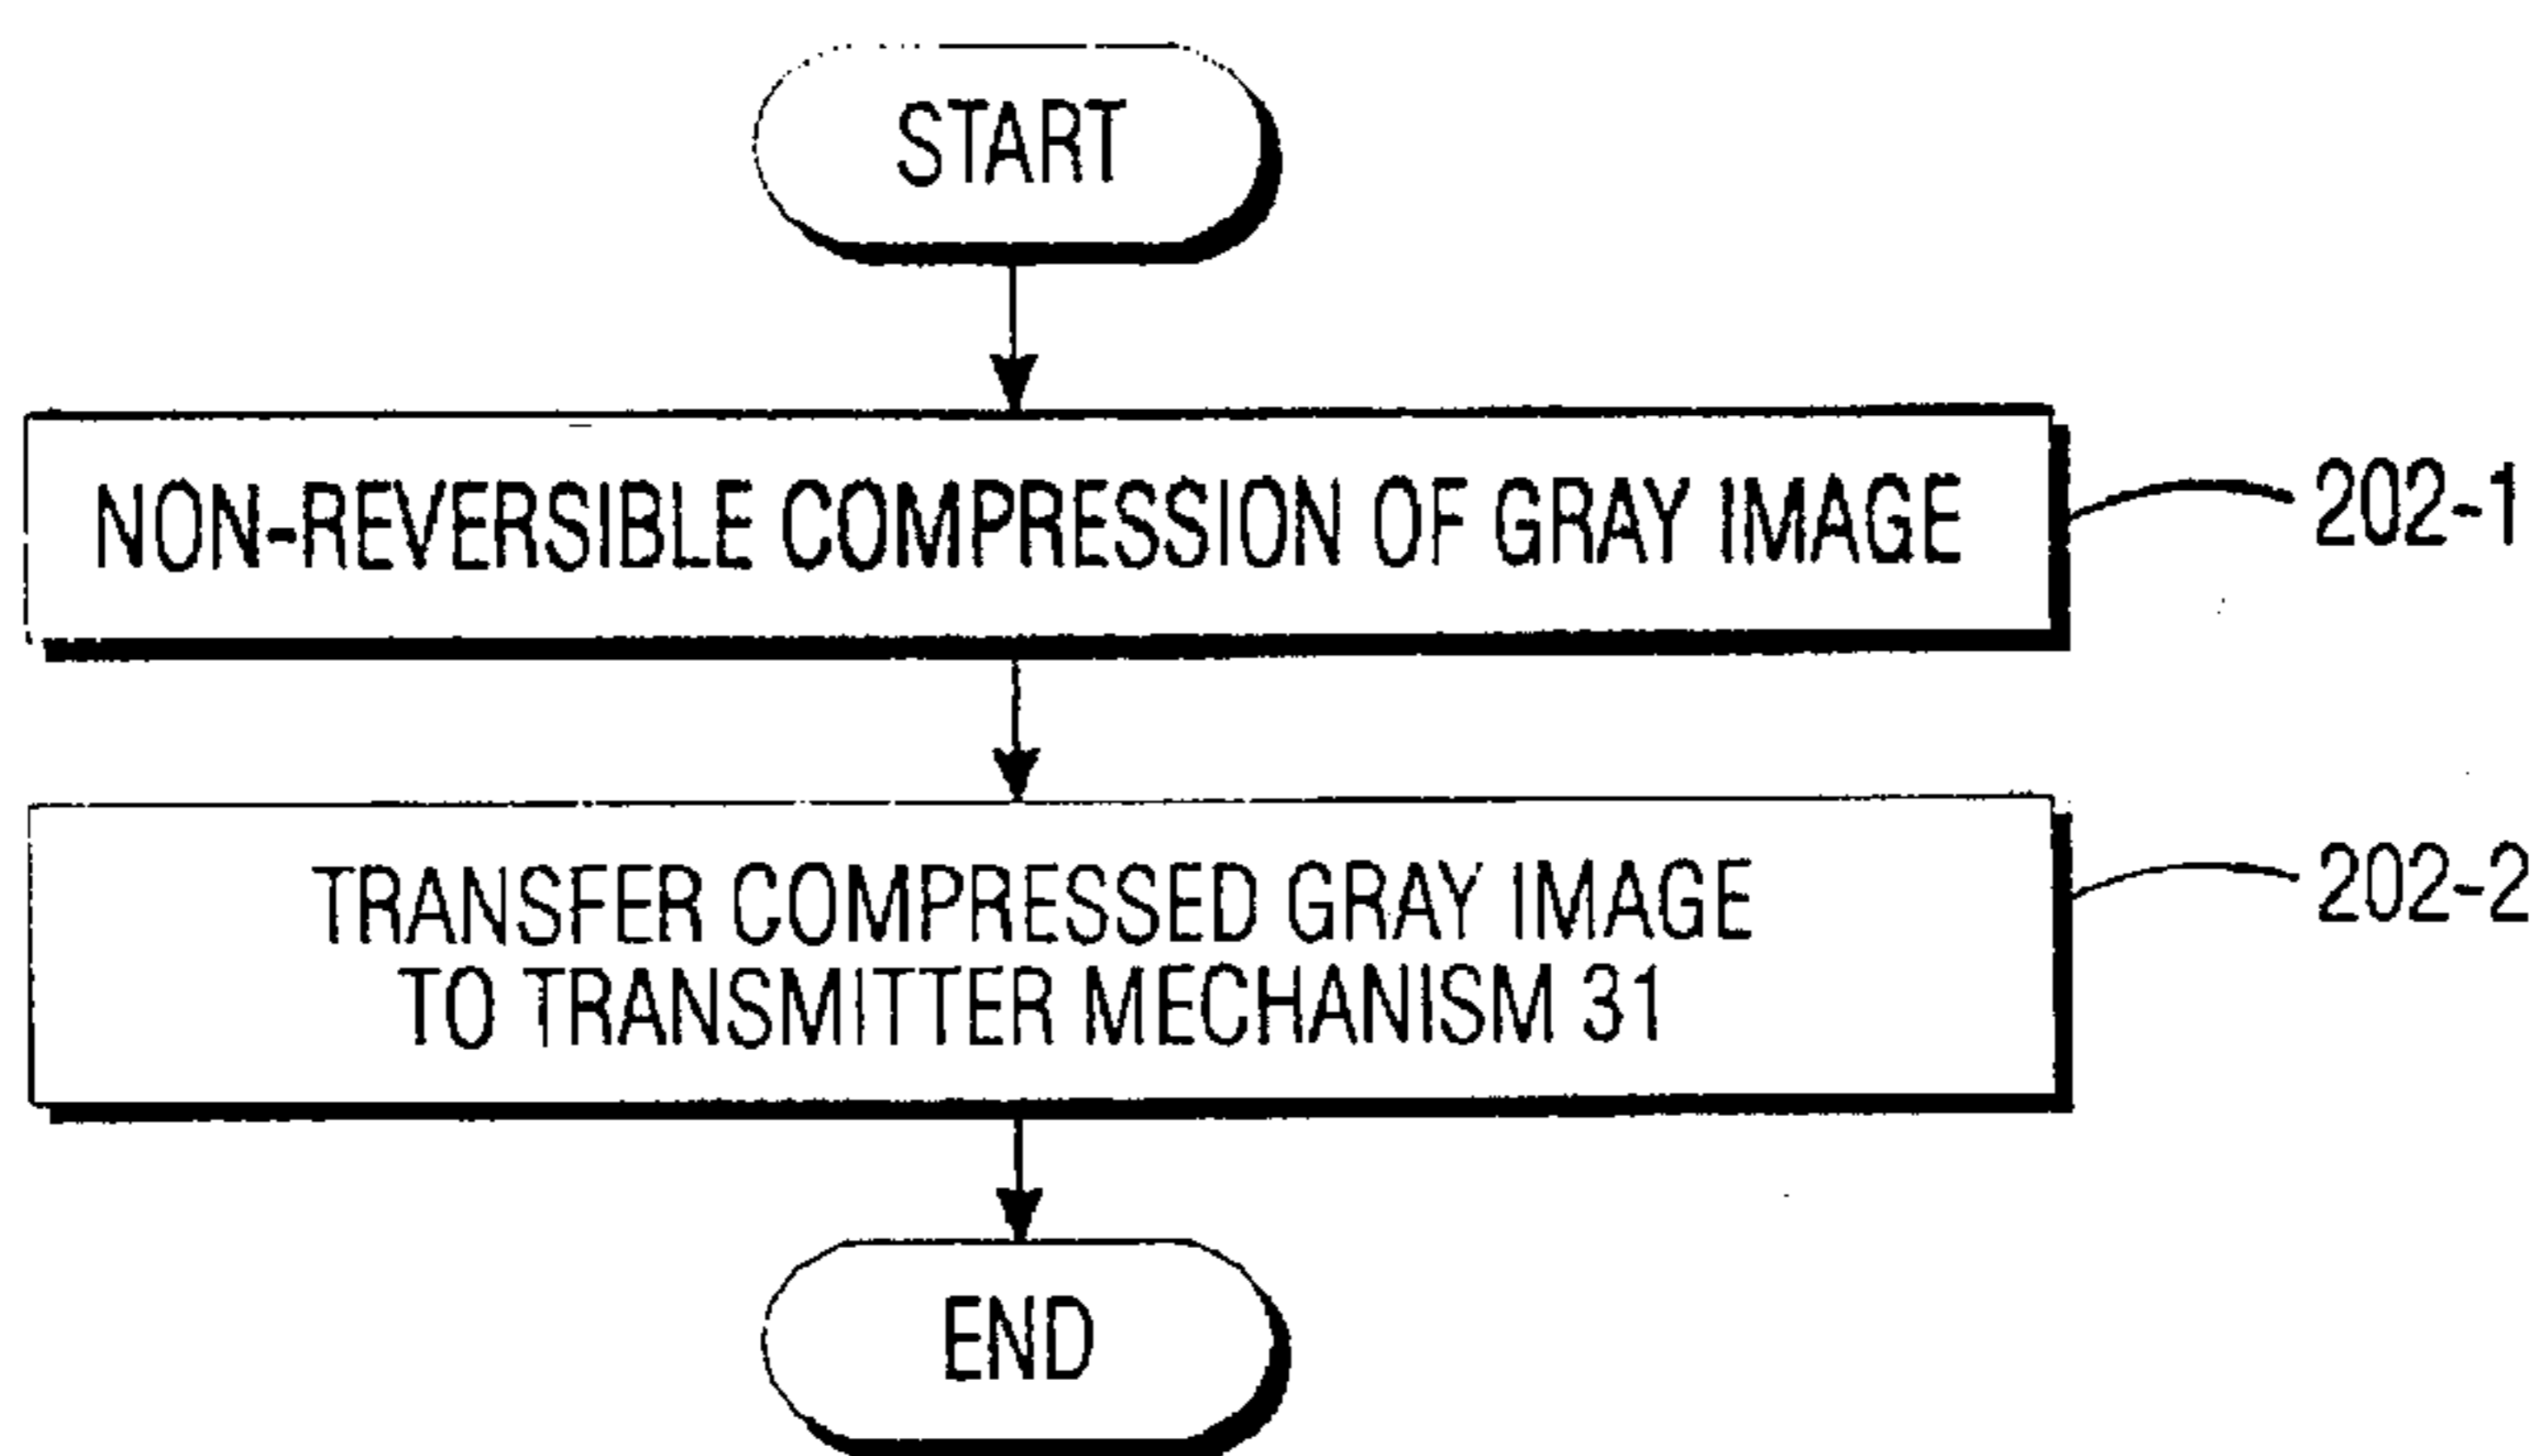 START
NON-REVERSIBLE COMPRESSION OF GRAY IMAGE
202-1
TRANSFER COMPRESSED GRAY IMAGE
TO TRANSMITTER MECHANISM 31
202-2
END